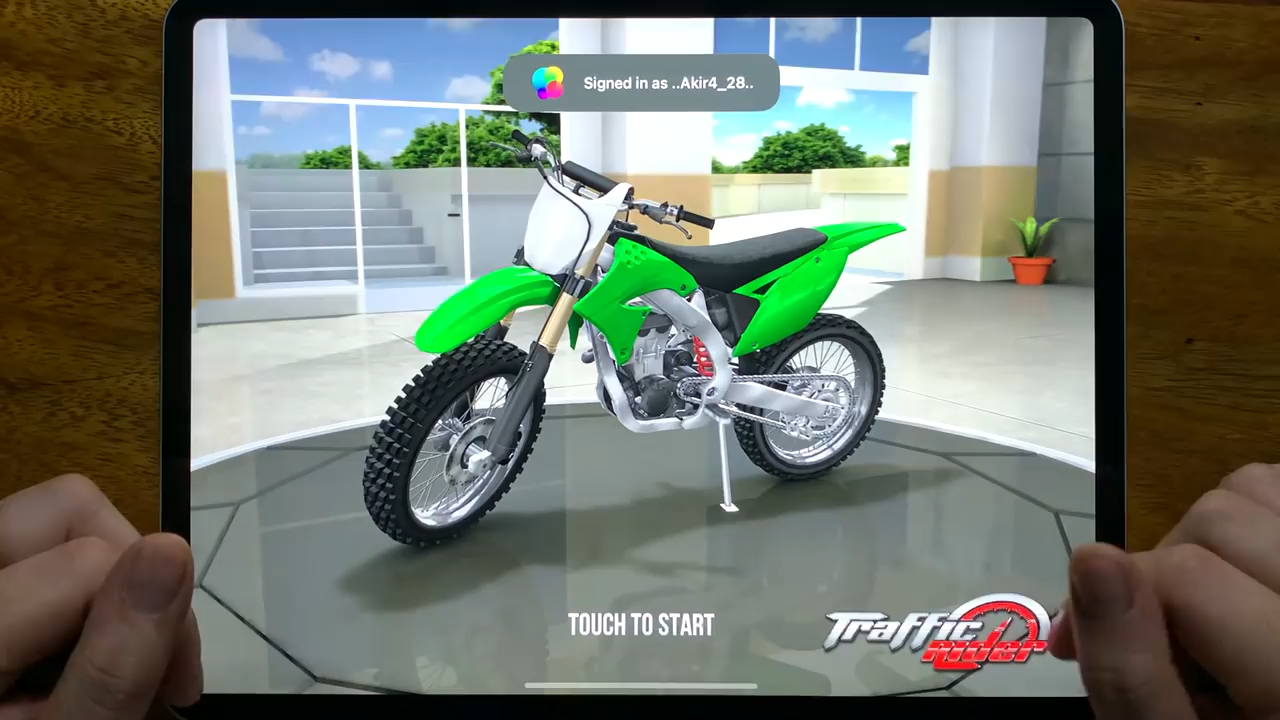 Signed in as ..Akir4_28..
TOUCH TO START
Traffic
Rider